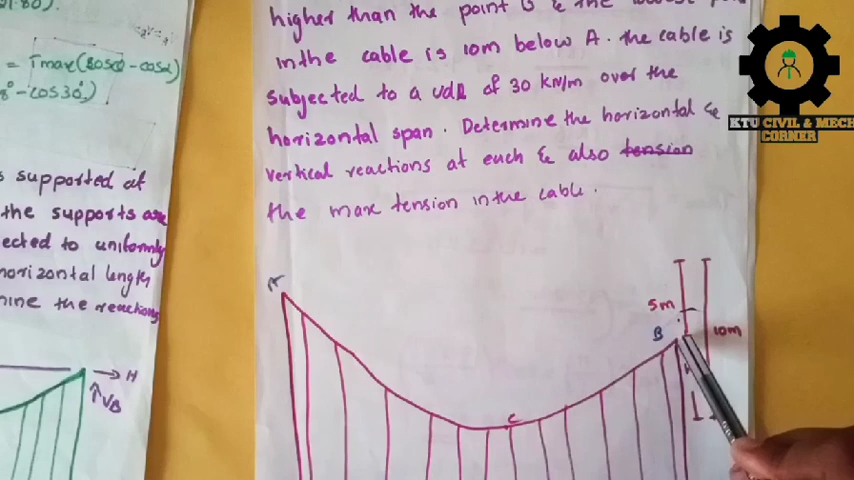 = Tmax(
-cos30°)
s supported at
the supports are
ected to uniformly
horizontal length
mine the reactions
H
VB
higher than the point B & the lowest
in the cable is 10m below A. the cable is
subjected to a udl of 30 kN/m over the
horizontal span. Determine the horizontal &
vertical reactions at each & also tension
the max tension in the cable.
A
5m
B
10m
C
KTU CIVIL & MECH
CORNER